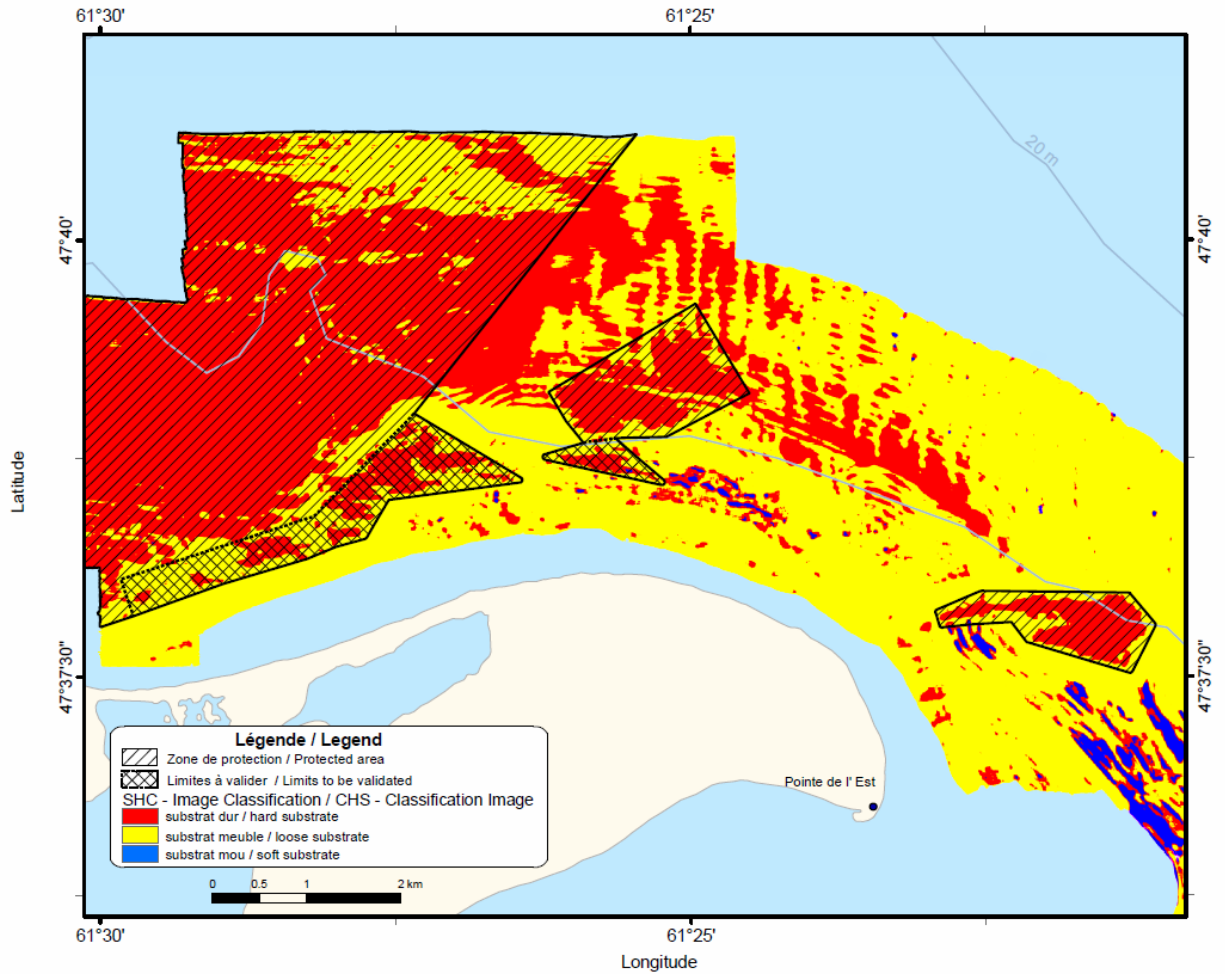 61°30'
61°25'
20 m
47°40'
47°40'
Latitude
47°37'30"
47°37'30"
Pointe de l' Est
Légende / Legend
Zone de protection / Protected area
Limites à valider / Limits to be validated
SHC - Image Classification / CHS - Classification Image
substrat dur / hard substrate
substrat meuble / loose substrate
substrat mou / soft substrate
0 0.5 1 2 km
61°30'
61°25'
Longitude